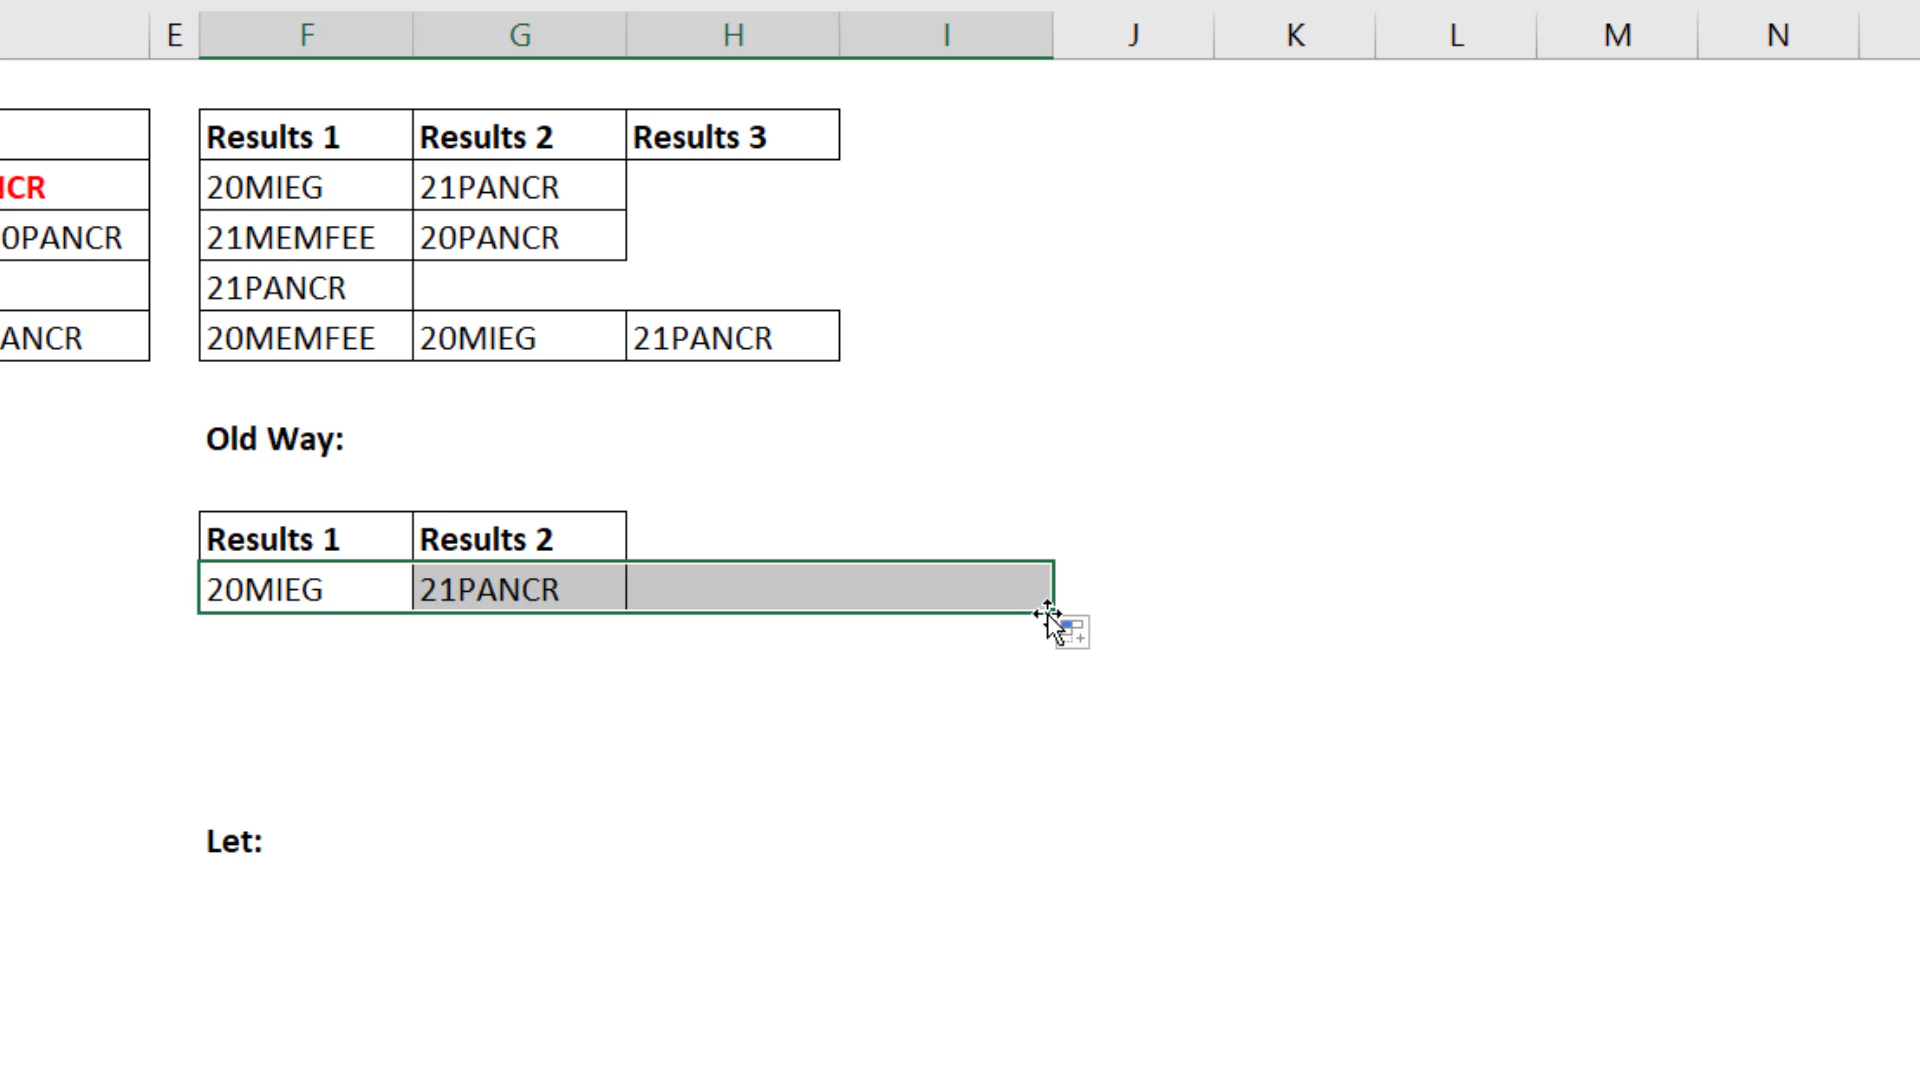 E F G H I J K L M N
Results 1 Results 2 Results 3
ICR 20MIEG 21PANCR
0PANCR 21MEMFEE 20PANCR
21PANCR
ANCR 20MEMFEE 20MIEG 21PANCR
Old Way:
Results 1 Results 2
20MIEG 21PANCR
Let: